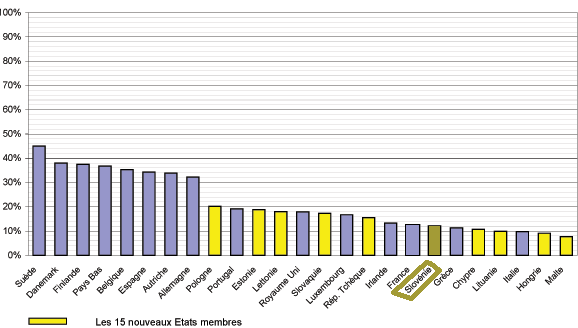 100%
90%
80%
70%
60%
50%
40%
30%
20%
10%
0%
Suède
Danemark
Finlande
Pays Bas
Belgique
Espagne
Autriche
Allemagne
Pologne
Portugal
Estonie
Lettonie
Royaume Uni
Slovaquie
Luxembourg
Rép. Tchèque
Irlande
France
Slovénie
Grèce
Chypre
Lituanie
Italie
Hongrie
Malte
Les 15 nouveaux Etats membres